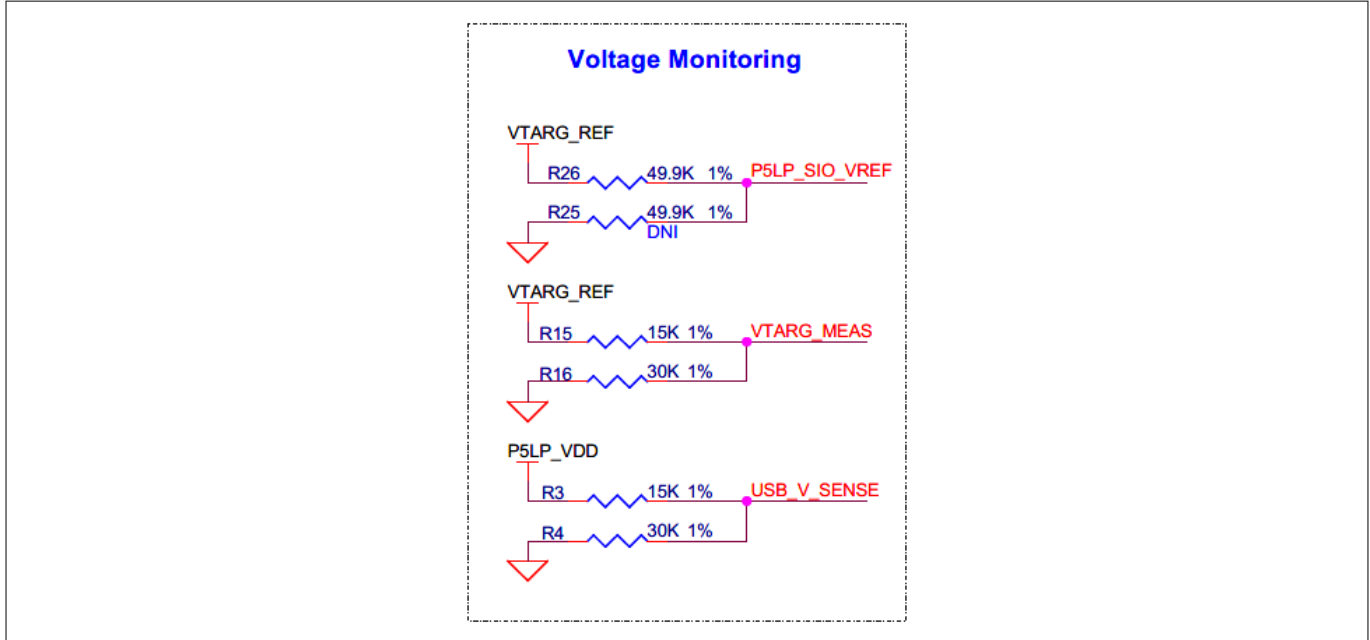 Voltage Monitoring
VTARG_REF
R26 49.9K 1% P5LP_SIO_VREF
R25 49.9K 1%
DNI
VTARG_REF
R15 15K 1% VTARG_MEAS
R16 30K 1%
P5LP_VDD
R3 15K 1% USB_V_SENSE
R4 30K 1%